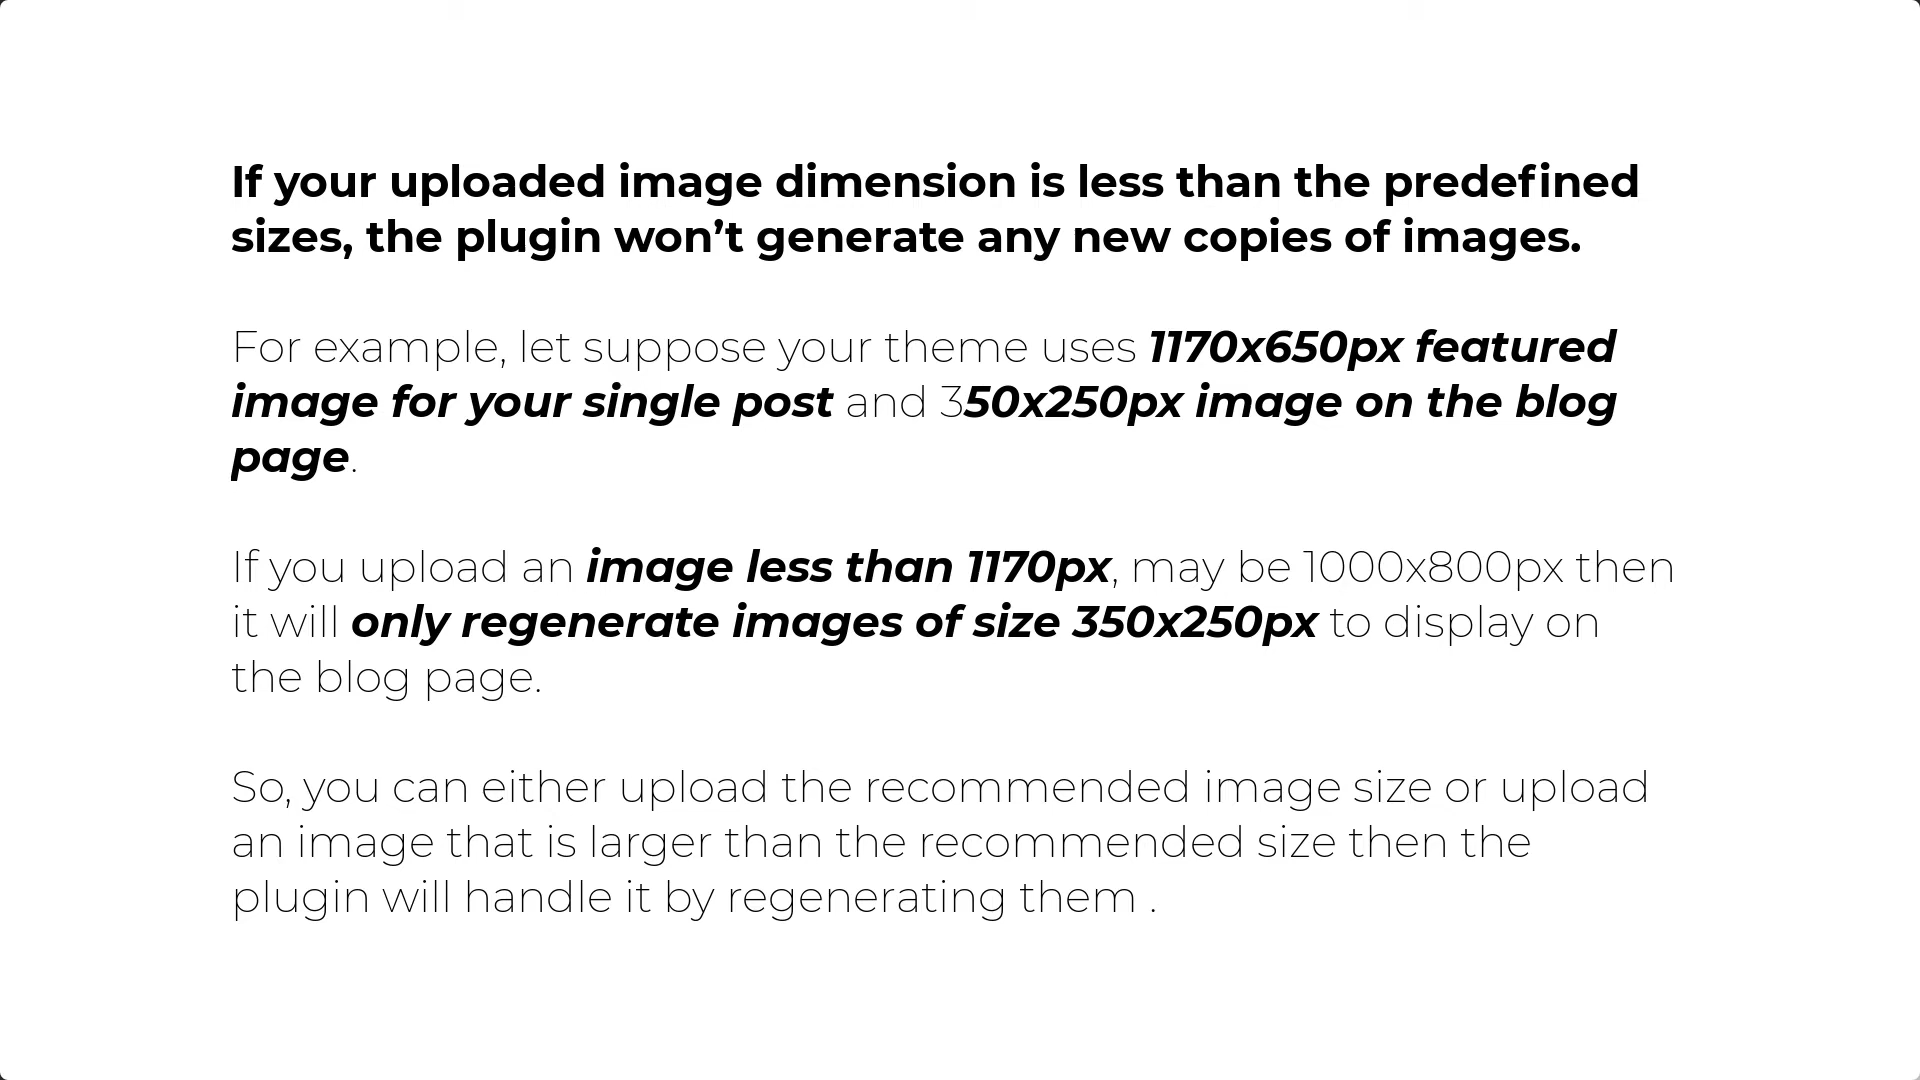 If your uploaded image dimension is less than the predefined
sizes, the plugin won’t generate any new copies of images.
For example, let suppose your theme uses 1170x650px featured
image for your single post and 350x250px image on the blog
page.
If you upload an image less than 1170px, may be 1000x800px then
it will only regenerate images of size 350x250px to display on
the blog page.
So, you can either upload the recommended image size or upload
an image that is larger than the recommended size then the
plugin will handle it by regenerating them .